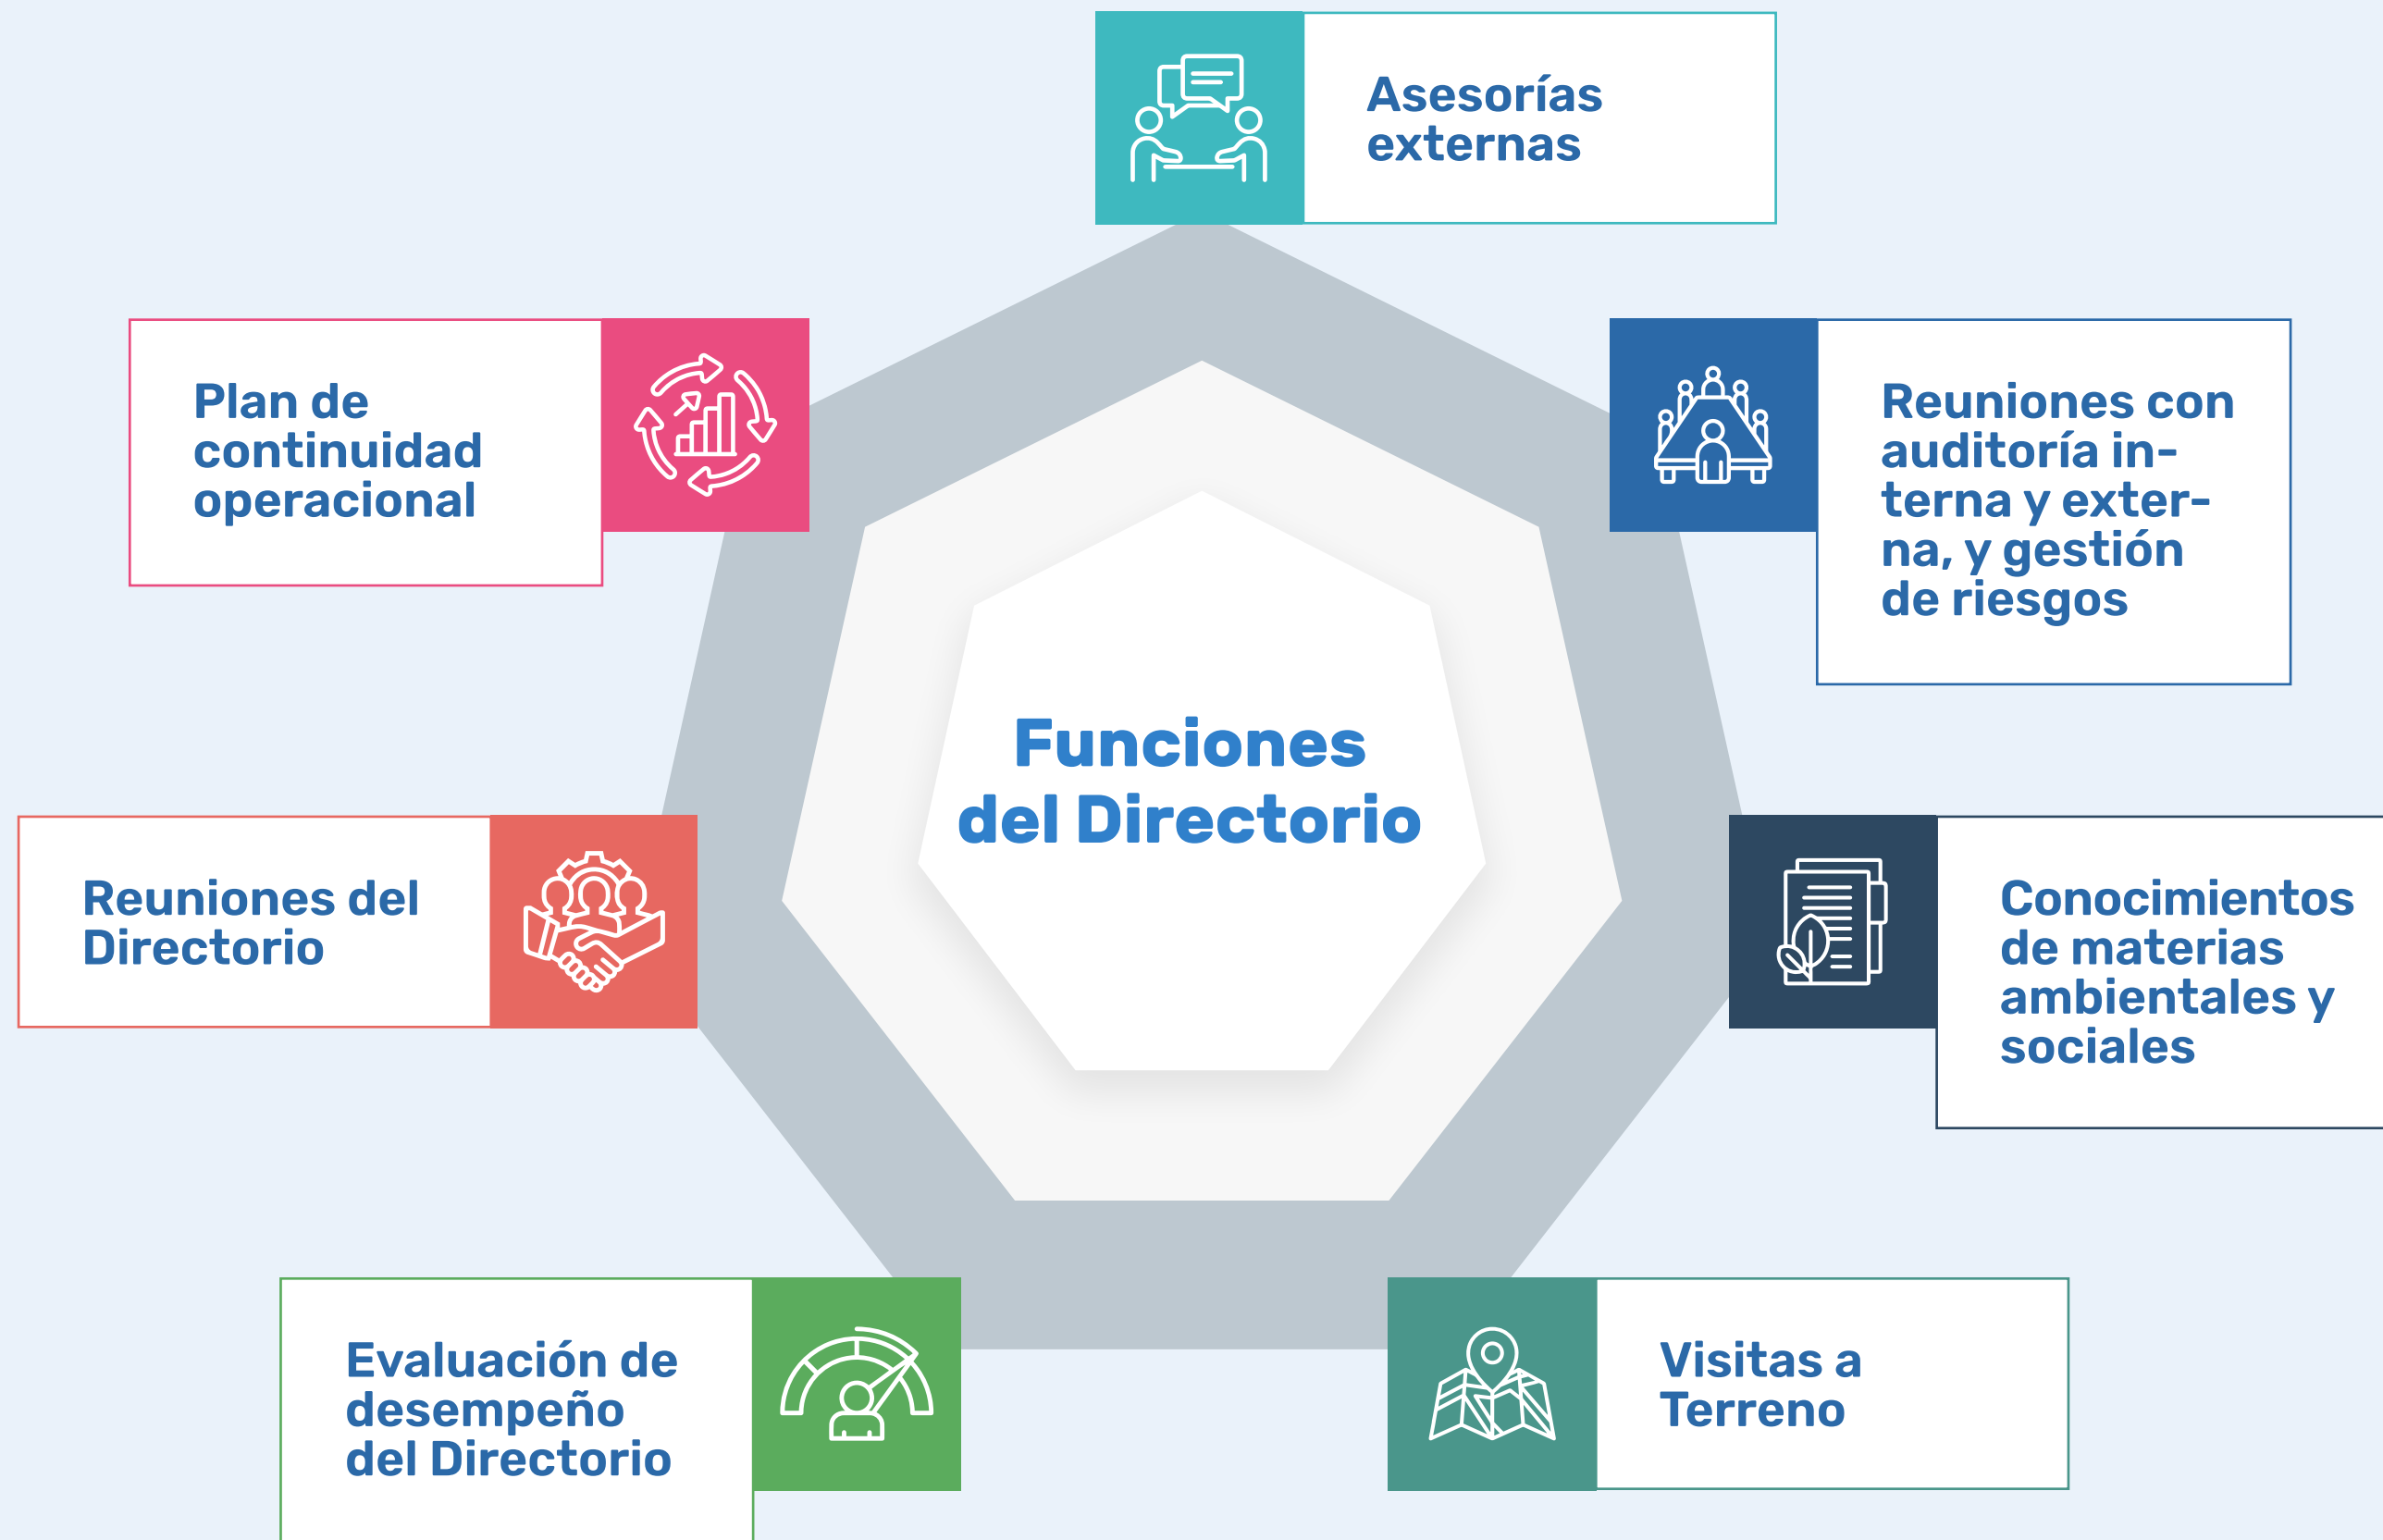 Asesorías
externas
Plan de
continuidad
operacional
Reuniones con
auditoría in-
terna y exter-
na, y gestión
de riesgos
Funciones
del Directorio
Reuniones del
Directorio
Conocimientos
de materias
ambientales y
sociales
Evaluación de
desempeño
del Directorio
Visitas a
Terreno